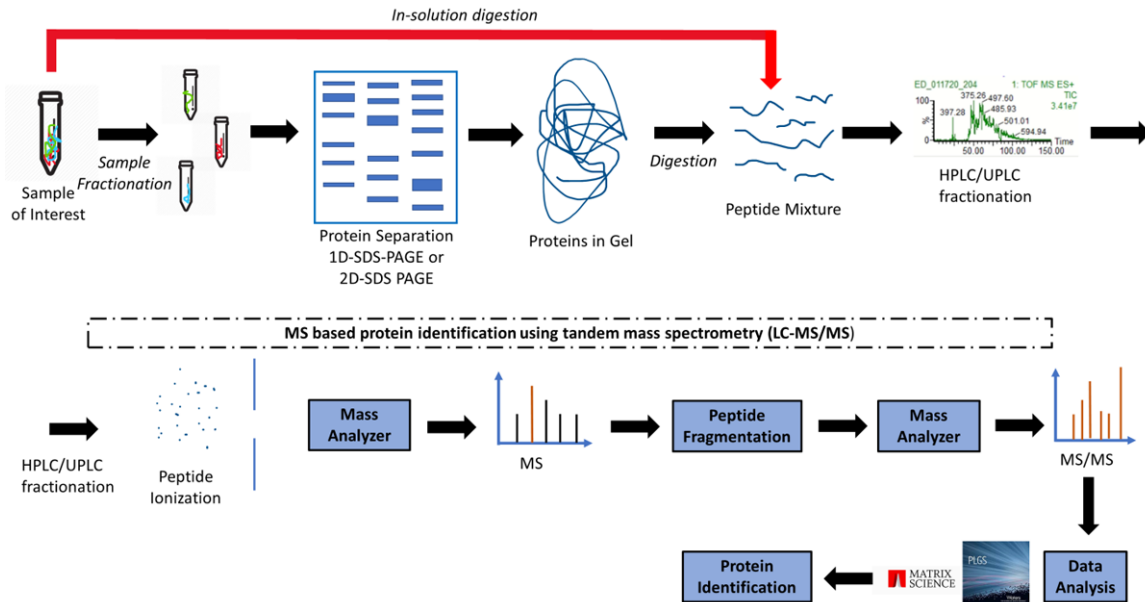 In-solution digestion
Sample
Fractionation
Sample
of Interest
Protein Separation
1D-SDS-PAGE or
2D-SDS PAGE
Proteins in Gel
Digestion
Peptide Mixture
ED_011720_204
1: TOF MS ES+
TIC
3.41e7
100
%
0
375.26
497.60
485.93
397.28
501.01
594.94
Time
50.00
100.00
150.00
HPLC/UPLC
fractionation
MS based protein identification using tandem mass spectrometry (LC-MS/MS)
HPLC/UPLC
fractionation
Peptide
Ionization
Mass
Analyzer
MS
Peptide
Fragmentation
Mass
Analyzer
MS/MS
Protein
Identification
MATRIX
SCIENCE
PLGS
Data
Analysis